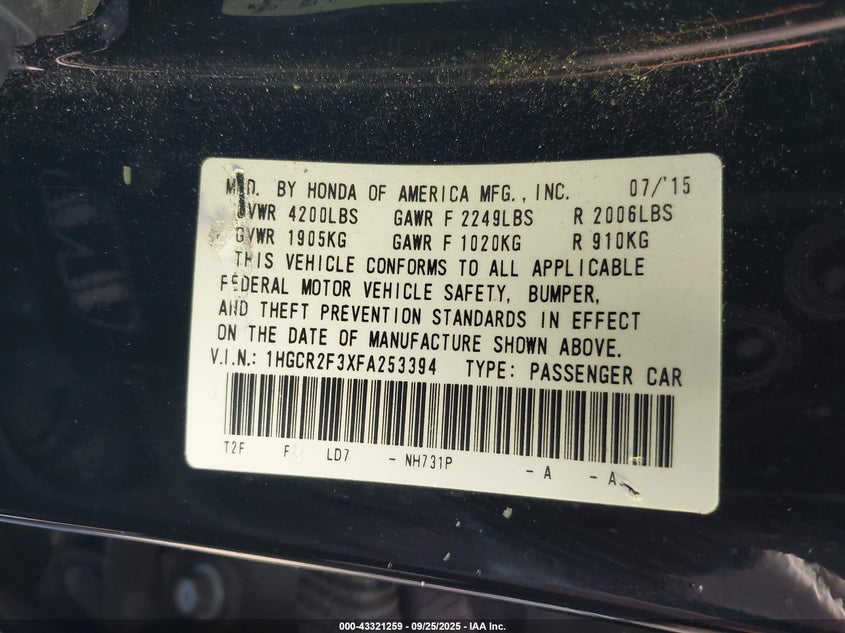 MFD. BY HONDA OF AMERICA MFG., INC. 07/'15
GVWR 4200LBS GAWR F 2249LBS R 2006LBS
GVWR 1905KG GAWR F 1020KG R 910KG
THIS VEHICLE CONFORMS TO ALL APPLICABLE
FEDERAL MOTOR VEHICLE SAFETY, BUMPER,
AND THEFT PREVENTION STANDARDS IN EFFECT
ON THE DATE OF MANUFACTURE SHOWN ABOVE.
V.I.N.: 1HGCR2F3XFA253394 TYPE: PASSENGER CAR
T2F F LD7 - NH731P - A - A
000-43321259 - 09/25/2025 - IAA Inc.